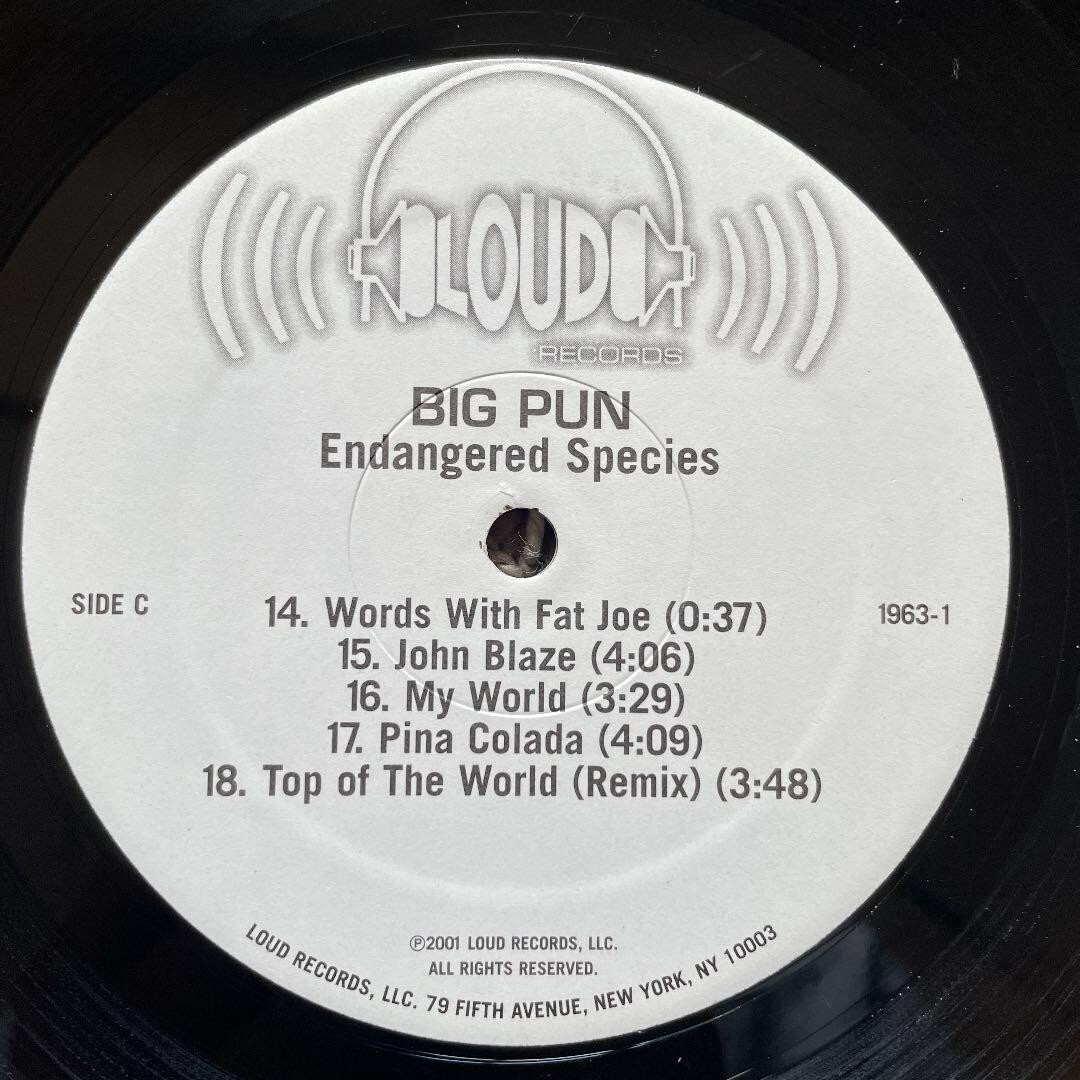 LOUD
RECORDS
BIG PUN
Endangered Species
SIDE C
1963-1
14. Words With Fat Joe (0:37)
15. John Blaze (4:06)
16. My World (3:29)
17. Pina Colada (4:09)
18. Top of The World (Remix) (3:48)
℗2001 LOUD RECORDS, LLC.
ALL RIGHTS RESERVED.
LOUD RECORDS, LLC. 79 FIFTH AVENUE, NEW YORK, NY 10003